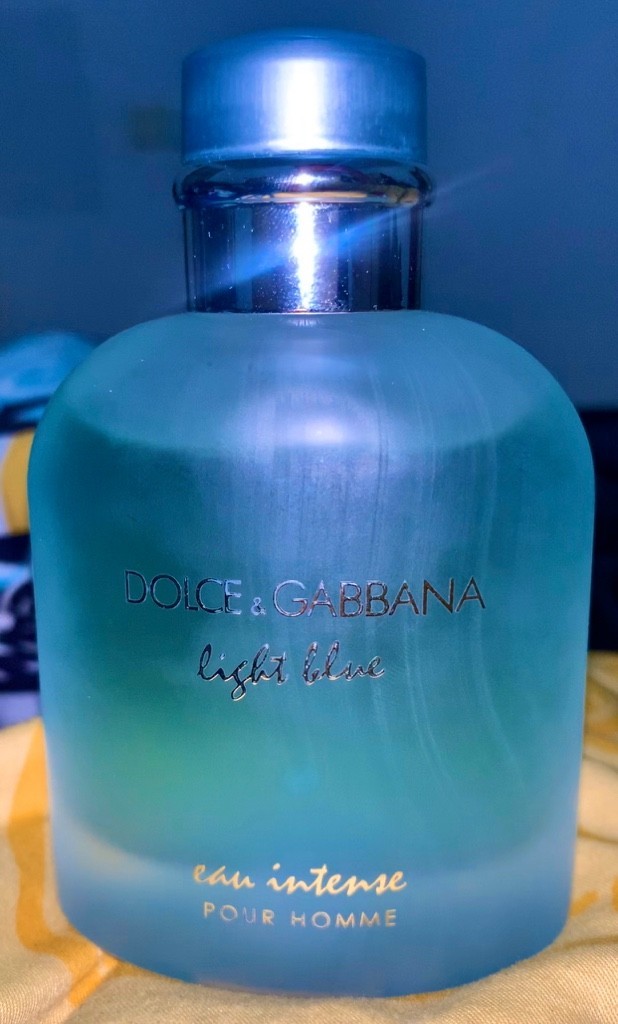 DOLCE & GABBANA
light blue
eau intense
POUR HOMME